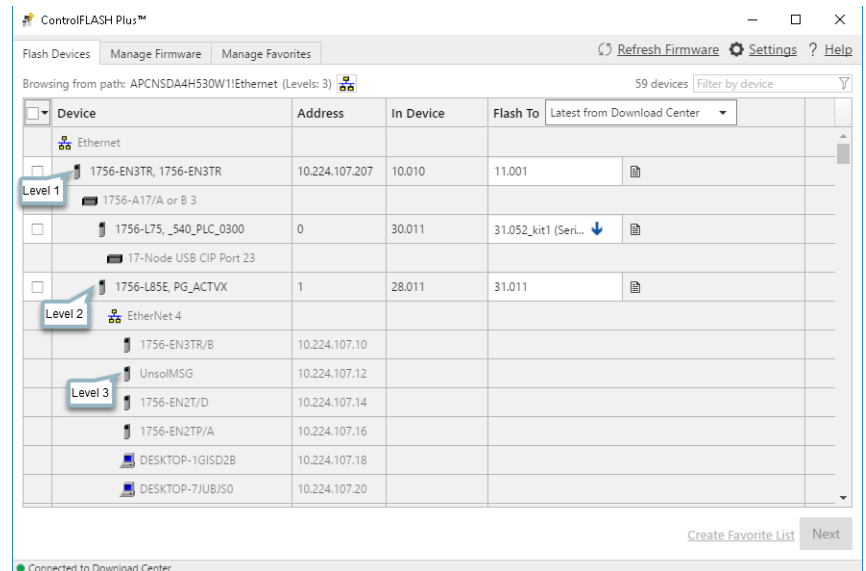 ControlFLASH Plus™
Flash Devices Manage Firmware Manage Favorites Refresh Firmware Settings ? Help
Browsing from path: APCNSDA4H530W1!Ethernet (Levels: 3) 59 devices Filter by device
Device Address In Device Flash To Latest from Download Center
Ethernet
1756-EN3TR, 1756-EN3TR 10.224.107.207 10.010 11.001
Level 1
1756-A17/A or B 3
1756-L75, _540_PLC_0300 0 30.011 31.052_kit1 (Seri...
17-Node USB CIP Port 23
1756-L85E, PG_ACTVX 1 28.011 31.011
Level 2
EtherNet 4
1756-EN3TR/B 10.224.107.10
UnsolMSG 10.224.107.12
Level 3
1756-EN2T/D 10.224.107.14
1756-EN2TP/A 10.224.107.16
DESKTOP-1GISD2B 10.224.107.18
DESKTOP-7JUBJS0 10.224.107.20
Create Favorite List Next
Connected to Download Center